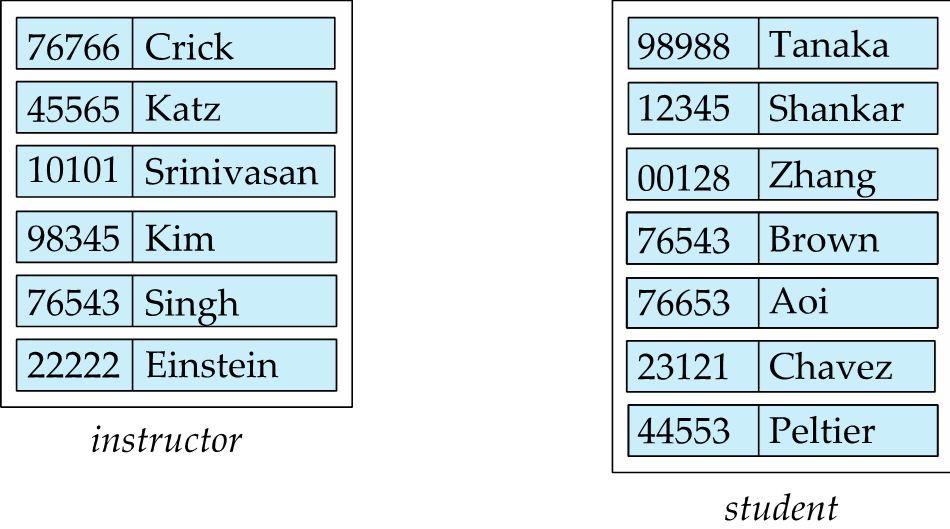 76766 Crick
45565 Katz
10101 Srinivasan
98345 Kim
76543 Singh
22222 Einstein
instructor
98988 Tanaka
12345 Shankar
00128 Zhang
76543 Brown
76653 Aoi
23121 Chavez
44553 Peltier
student